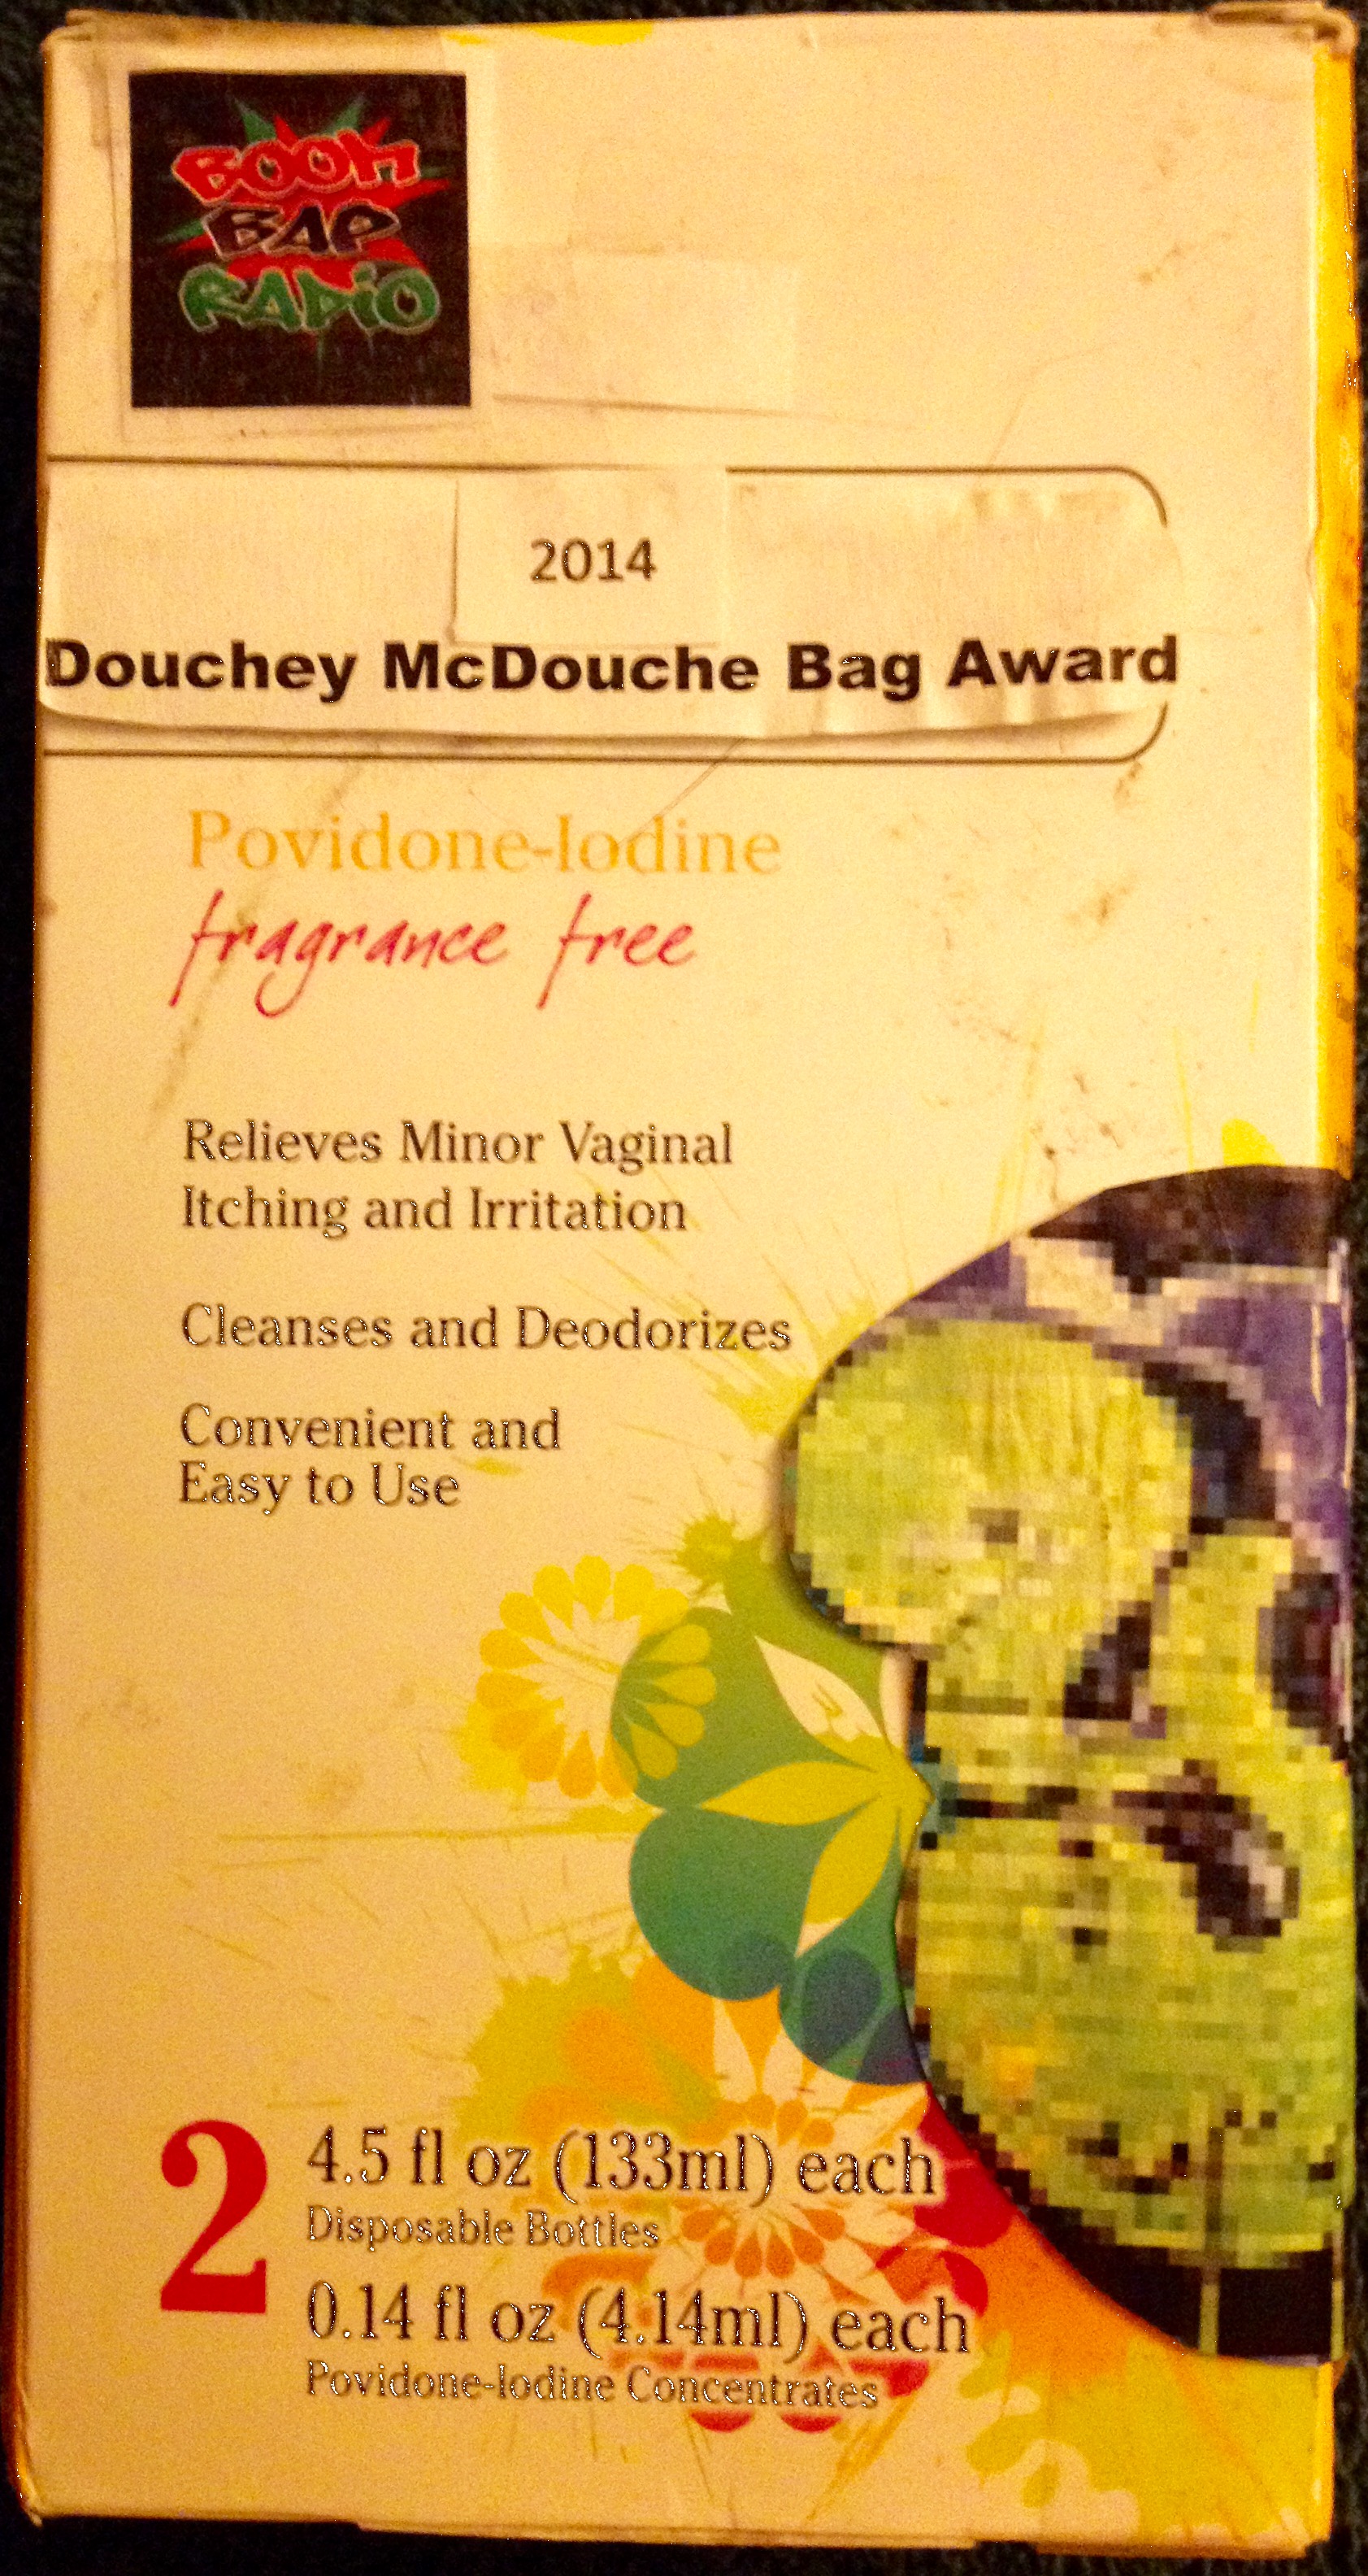 BOOM
BAP
RADiO
2014
Douchey McDouche Bag Award
Povidone-Iodine
fragrance free
Relieves Minor Vaginal
Itching and Irritation
Cleanses and Deodorizes
Convenient and
Easy to Use
2
4.5 fl oz (133ml) each
Disposable Bottles
0.14 fl oz (4.14ml) each
Povidone-Iodine Concentrates